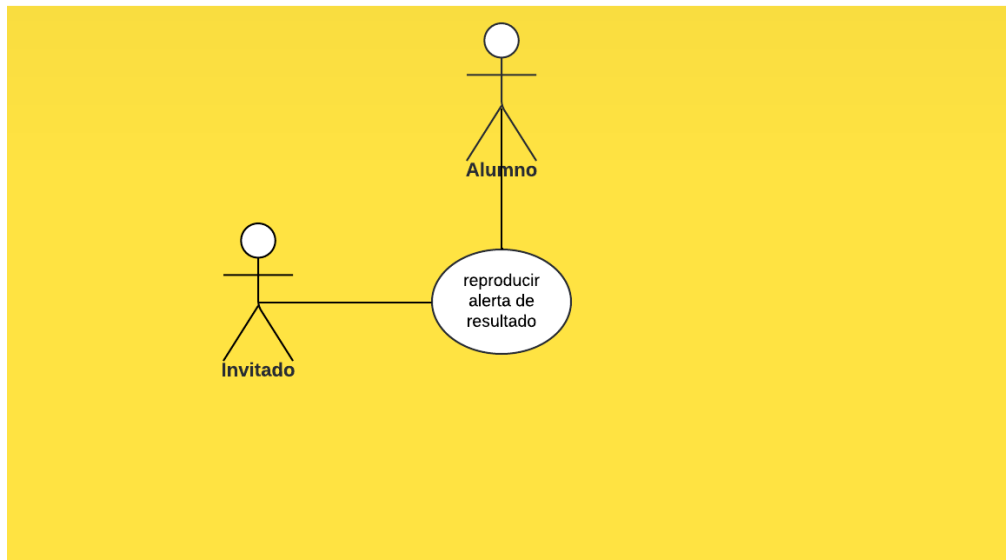 Alumno
reproducir
alerta de
resultado
Invitado